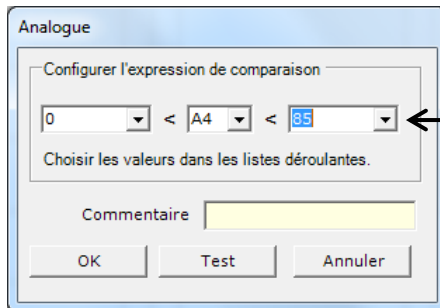 Analogue
Configurer l'expression de comparaison
0 < A4 < 85
Choisir les valeurs dans les listes déroulantes.
Commentaire
OK Test Annuler